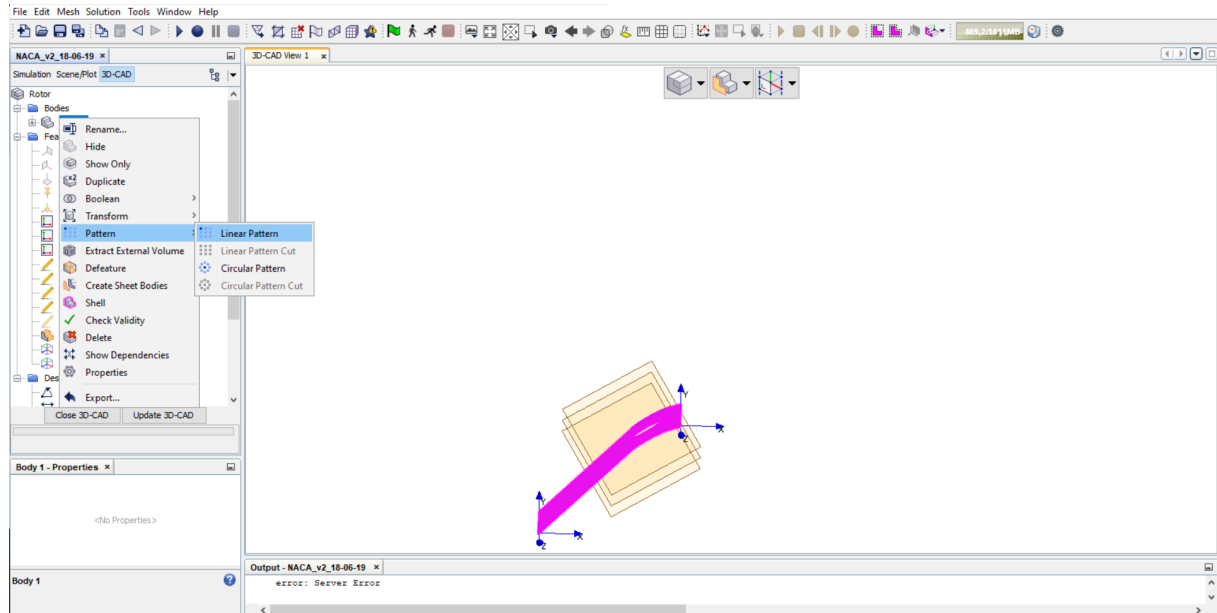 File Edit Mesh Solution Tools Window Help
NACA_v2_18-06-19 ×
3D-CAD View 1 x
Simulation Scene/Plot 3D-CAD
Rotor
Bodies
Fea
Rename...
Hide
Show Only
Duplicate
Boolean
Transform
Pattern
Linear Pattern
Extract External Volume
Linear Pattern Cut
Defeature
Circular Pattern
Create Sheet Bodies
Circular Pattern Cut
Shell
Check Validity
Delete
Show Dependencies
Des
Properties
Export...
Close 3D-CAD Update 3D-CAD
Y
X
Z
Y
X
Z
Body 1 - Properties ×
<No Properties>
Output - NACA_v2_18-06-19 ×
Body 1
error: Server Error